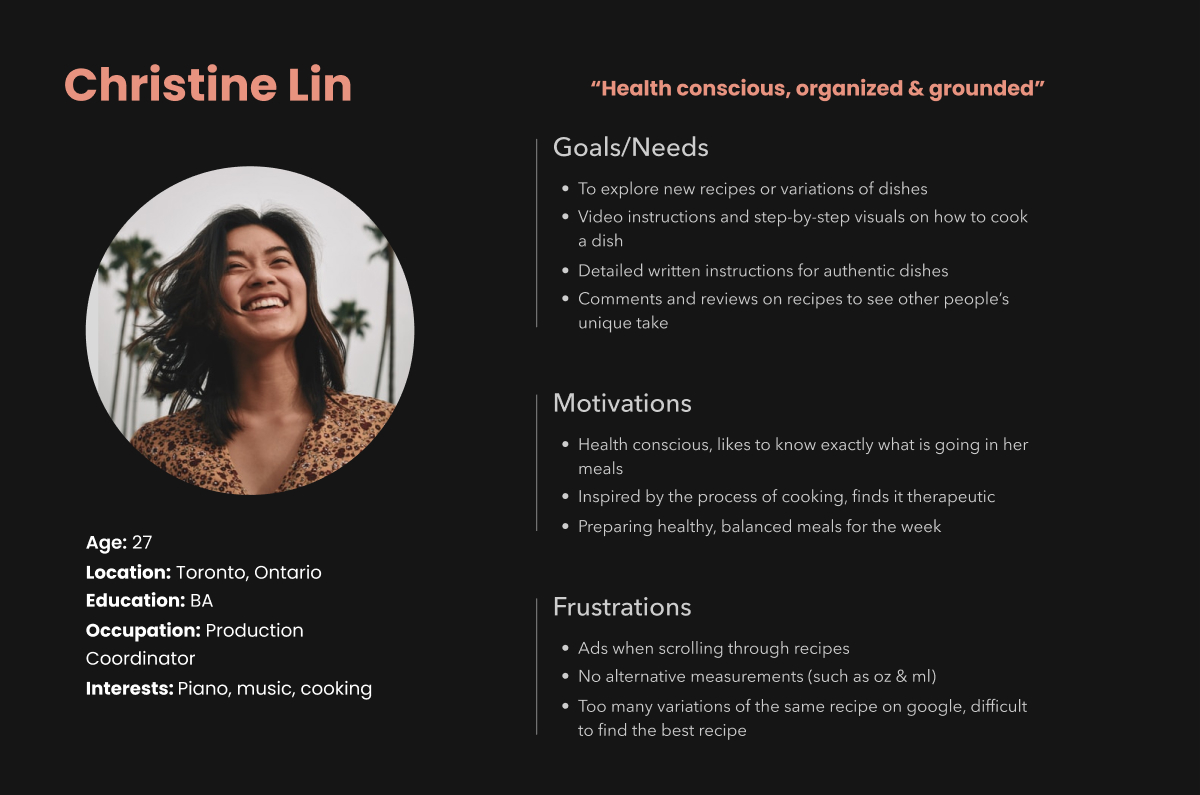 Christine Lin
“Health conscious, organized & grounded”
Age: 27
Location: Toronto, Ontario
Education: BA
Occupation: Production
Coordinator
Interests: Piano, music, cooking
Goals/Needs
• To explore new recipes or variations of dishes
• Video instructions and step-by-step visuals on how to cook
a dish
• Detailed written instructions for authentic dishes
• Comments and reviews on recipes to see other people’s
unique take
Motivations
• Health conscious, likes to know exactly what is going in her
meals
• Inspired by the process of cooking, finds it therapeutic
• Preparing healthy, balanced meals for the week
Frustrations
• Ads when scrolling through recipes
• No alternative measurements (such as oz & ml)
• Too many variations of the same recipe on google, difficult
to find the best recipe